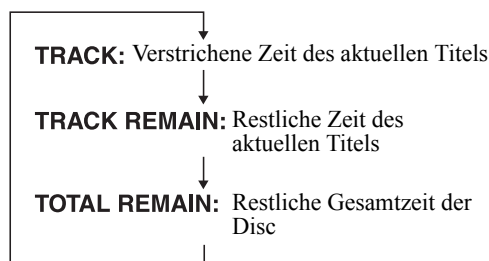 TRACK: Verstrichene Zeit des aktuellen Titels
TRACK REMAIN: Restliche Zeit des
aktuellen Titels
TOTAL REMAIN: Restliche Gesamtzeit der
Disc